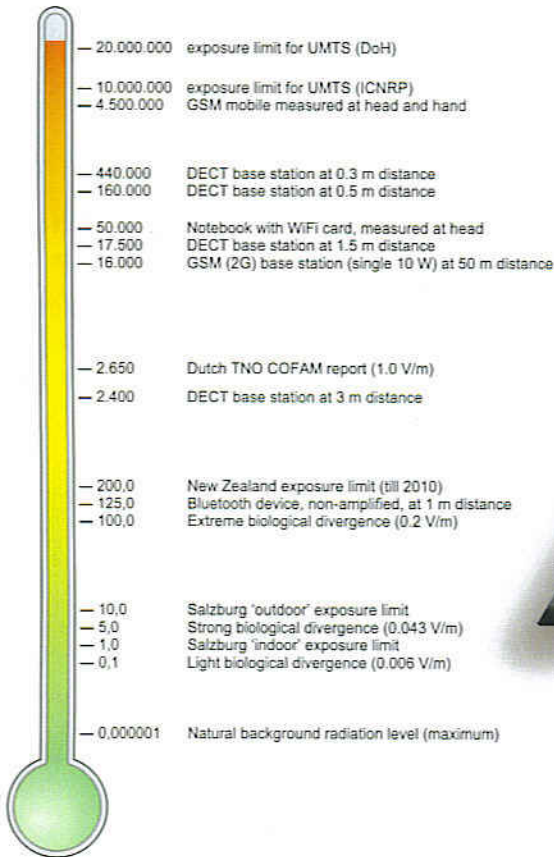 20.000.000 exposure limit for UMTS (DoH)
10.000.000 exposure limit for UMTS (ICNRP)
4.500.000 GSM mobile measured at head and hand
440.000 DECT base station at 0.3 m distance
160.000 DECT base station at 0.5 m distance
50.000 Notebook with WiFi card, measured at head
17.500 DECT base station at 1.5 m distance
16.000 GSM (2G) base station (single 10 W) at 50 m distance
2.650 Dutch TNO COFAM report (1.0 V/m)
2.400 DECT base station at 3 m distance
200,0 New Zealand exposure limit (till 2010)
125,0 Bluetooth device, non-amplified, at 1 m distance
100,0 Extreme biological divergence (0.2 V/m)
10,0 Salzburg 'outdoor' exposure limit
5,0 Strong biological divergence (0.043 V/m)
1,0 Salzburg 'indoor' exposure limit
0,1 Light biological divergence (0.006 V/m)
0,000001 Natural background radiation level (maximum)